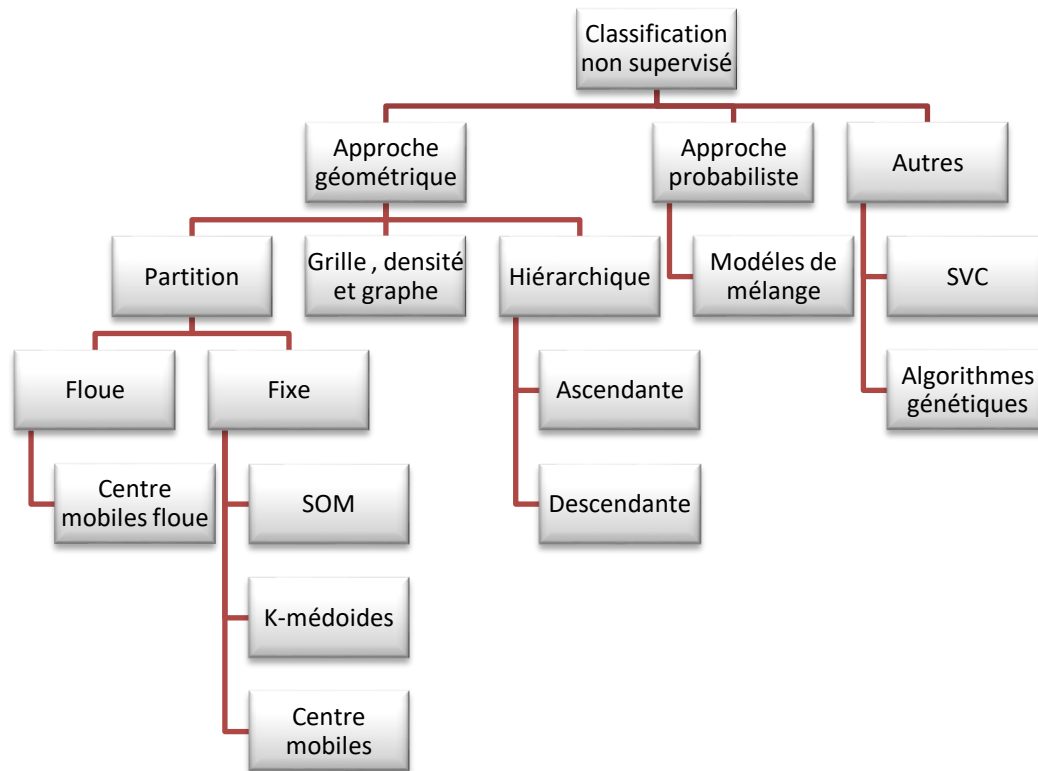 Classification
non supervisé
Approche
géométrique
Approche
probabiliste
Autres
Partition
Grille , densité
et graphe
Hiérarchique
Modéles de
mélange
SVC
Floue
Fixe
Ascendante
Algorithmes
génétiques
Centre
mobiles floue
SOM
Descendante
K-médoides
Centre
mobiles